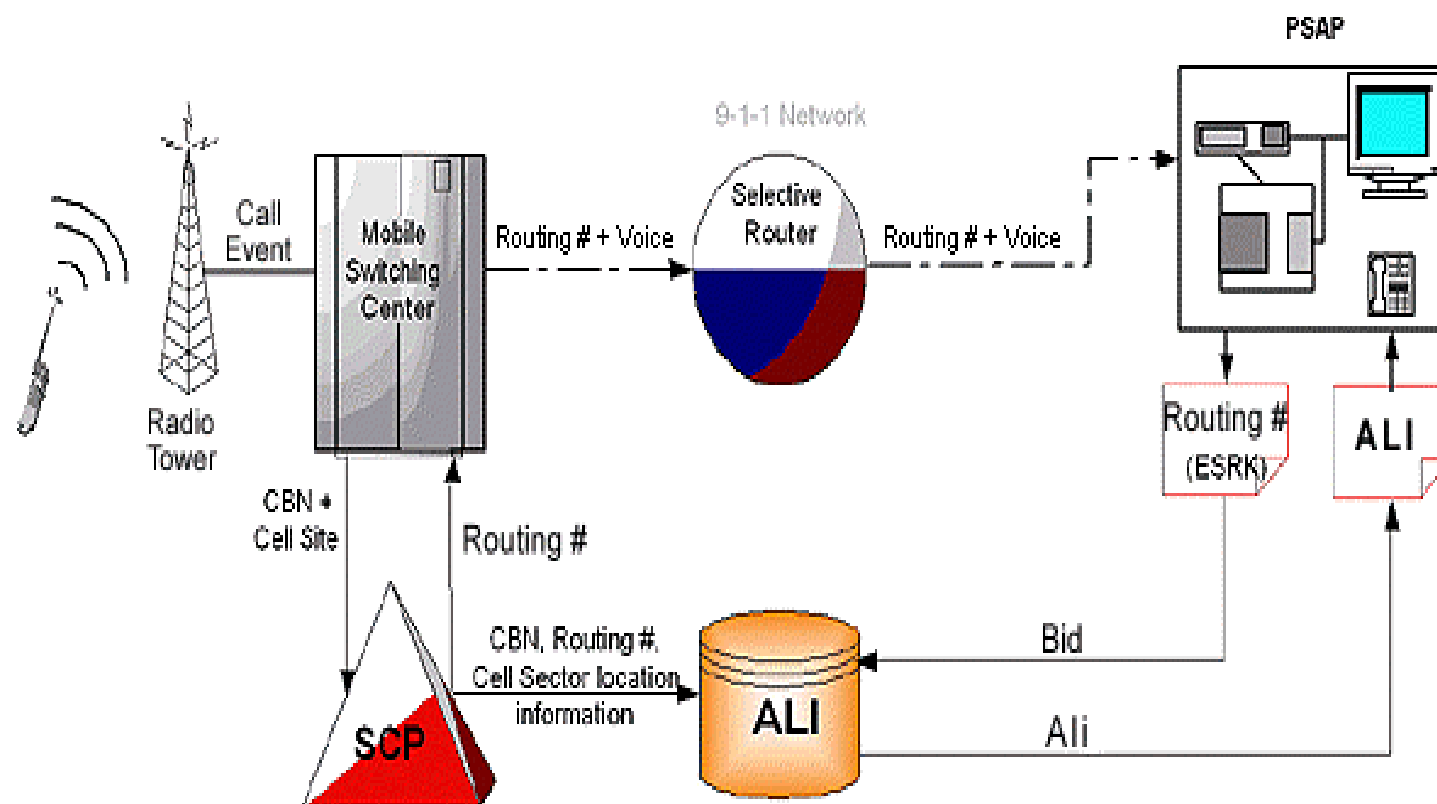 PSAP
9-1-1 Network
Call
Event
Mobile
Switching
Center
Routing # + Voice
Selective
Router
Routing # + Voice
Radio
Tower
Routing #
(ESRK)
ALI
CBN +
Cell Site
Routing #
SCP
CBN, Routing #,
Cell Sector location
information
ALI
Bid
Ali